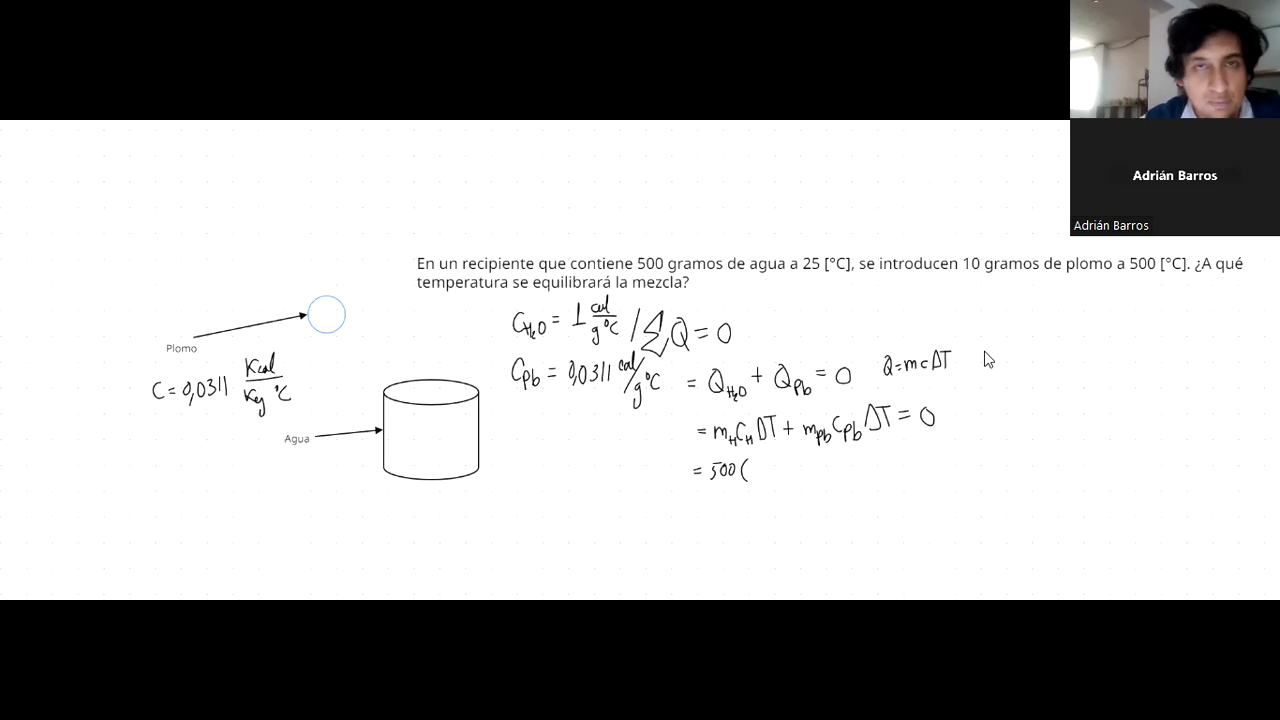 Adrián Barros
Adrián Barros
En un recipiente que contiene 500 gramos de agua a 25 [°C], se introducen 10 gramos de plomo a 500 [°C]. ¿A qué
temperatura se equilibrará la mezcla?
Plomo
C = 0,0311 Kcal/Kg °C
Agua
C_H₂O = 1 cal/g °C / ΣQ = 0
C_Pb = 0,0311 cal/g °C
= Q_H₂O + Q_Pb = 0
Q = mcΔT
= m_H C_H ΔT + m_Pb C_Pb ΔT = 0
= 500(